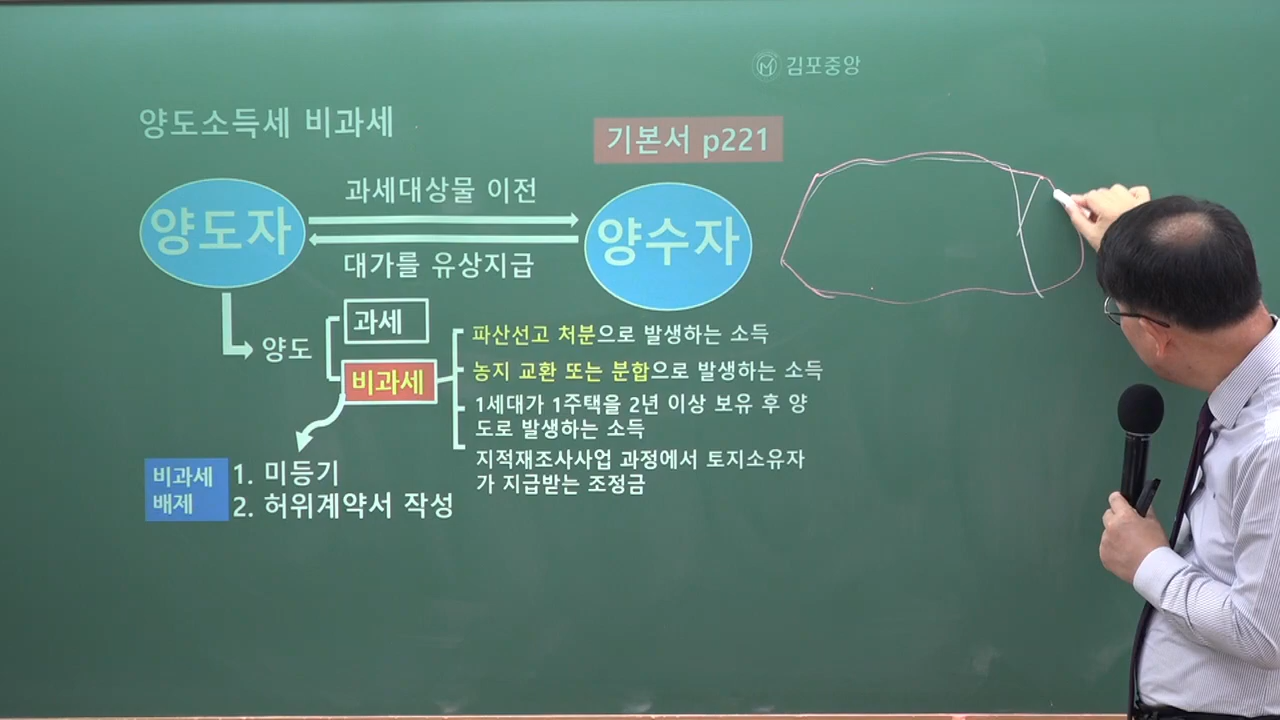 김포중앙
양도소득세 비과세
기본서 p221
과세대상물 이전
양도자
양수자
대가를 유상지급
양도
과세
비과세
파산선고 처분으로 발생하는 소득
농지 교환 또는 분합으로 발생하는 소득
1세대가 1주택을 2년 이상 보유 후 양
도로 발생하는 소득
지적재조사사업 과정에서 토지소유자
가 지급받는 조정금
비과세
배제
1. 미등기
2. 허위계약서 작성